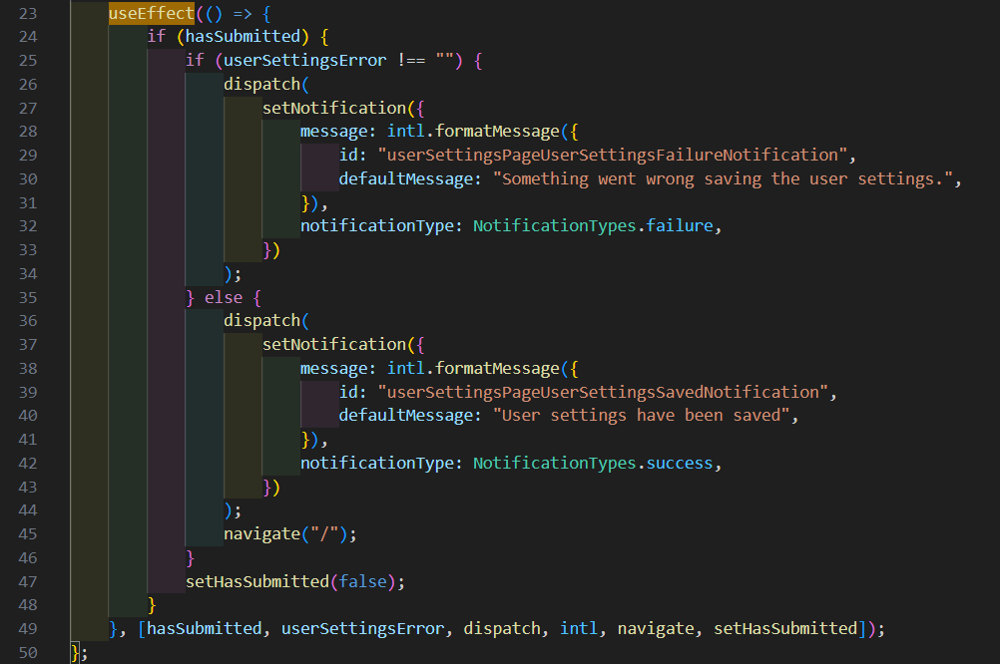 23 useEffect(() => {
24 if (hasSubmitted) {
25 if (userSettingsError !== "") {
26 dispatch(
27 setNotification({
28 message: intl.formatMessage({
29 id: "userSettingsPageUserSettingsFailureNotification",
30 defaultMessage: "Something went wrong saving the user settings.",
31 }),
32 notificationType: NotificationTypes.failure,
33 })
34 );
35 } else {
36 dispatch(
37 setNotification({
38 message: intl.formatMessage({
39 id: "userSettingsPageUserSettingsSavedNotification",
40 defaultMessage: "User settings have been saved",
41 }),
42 notificationType: NotificationTypes.success,
43 })
44 );
45 navigate("/");
46 }
47 setHasSubmitted(false);
48 }
49 }, [hasSubmitted, userSettingsError, dispatch, intl, navigate, setHasSubmitted]);
50 };